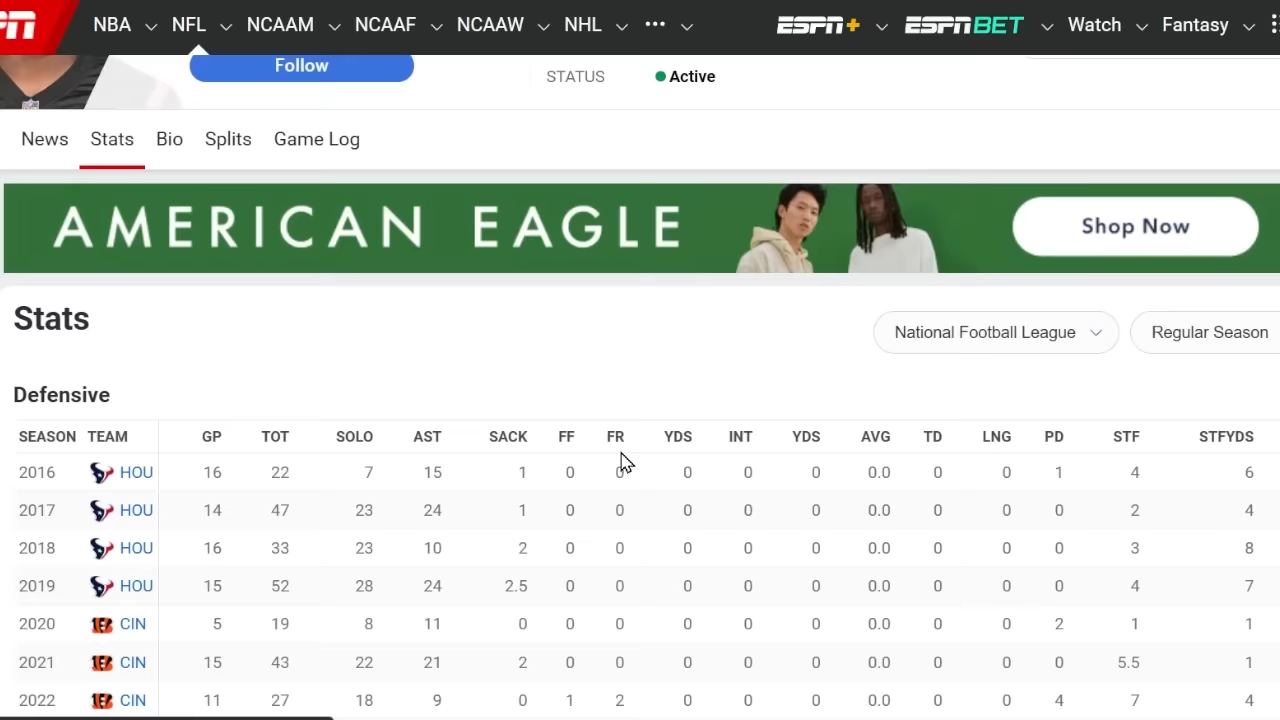 NBA NFL NCAAM NCAAF NCAAW NHL ••• ESPN+ ESPN BET Watch Fantasy
Follow
STATUS Active
News Stats Bio Splits Game Log
AMERICAN EAGLE Shop Now
Stats
National Football League Regular Season
Defensive
SEASON TEAM GP TOT SOLO AST SACK FF FR YDS INT YDS AVG TD LNG PD STF STFYDS
2016 HOU 16 22 7 15 1 0 0 0 0 0 0.0 0 0 1 4 6
2017 HOU 14 47 23 24 1 0 0 0 0 0 0.0 0 0 0 2 4
2018 HOU 16 33 23 10 2 0 0 0 0 0 0.0 0 0 0 3 8
2019 HOU 15 52 28 24 2.5 0 0 0 0 0 0.0 0 0 0 4 7
2020 CIN 5 19 8 11 0 0 0 0 0 0 0.0 0 0 2 1 1
2021 CIN 15 43 22 21 2 0 0 0 0 0 0.0 0 0 0 5.5 1
2022 CIN 11 27 18 9 0 1 2 0 0 0 0.0 0 0 4 7 4